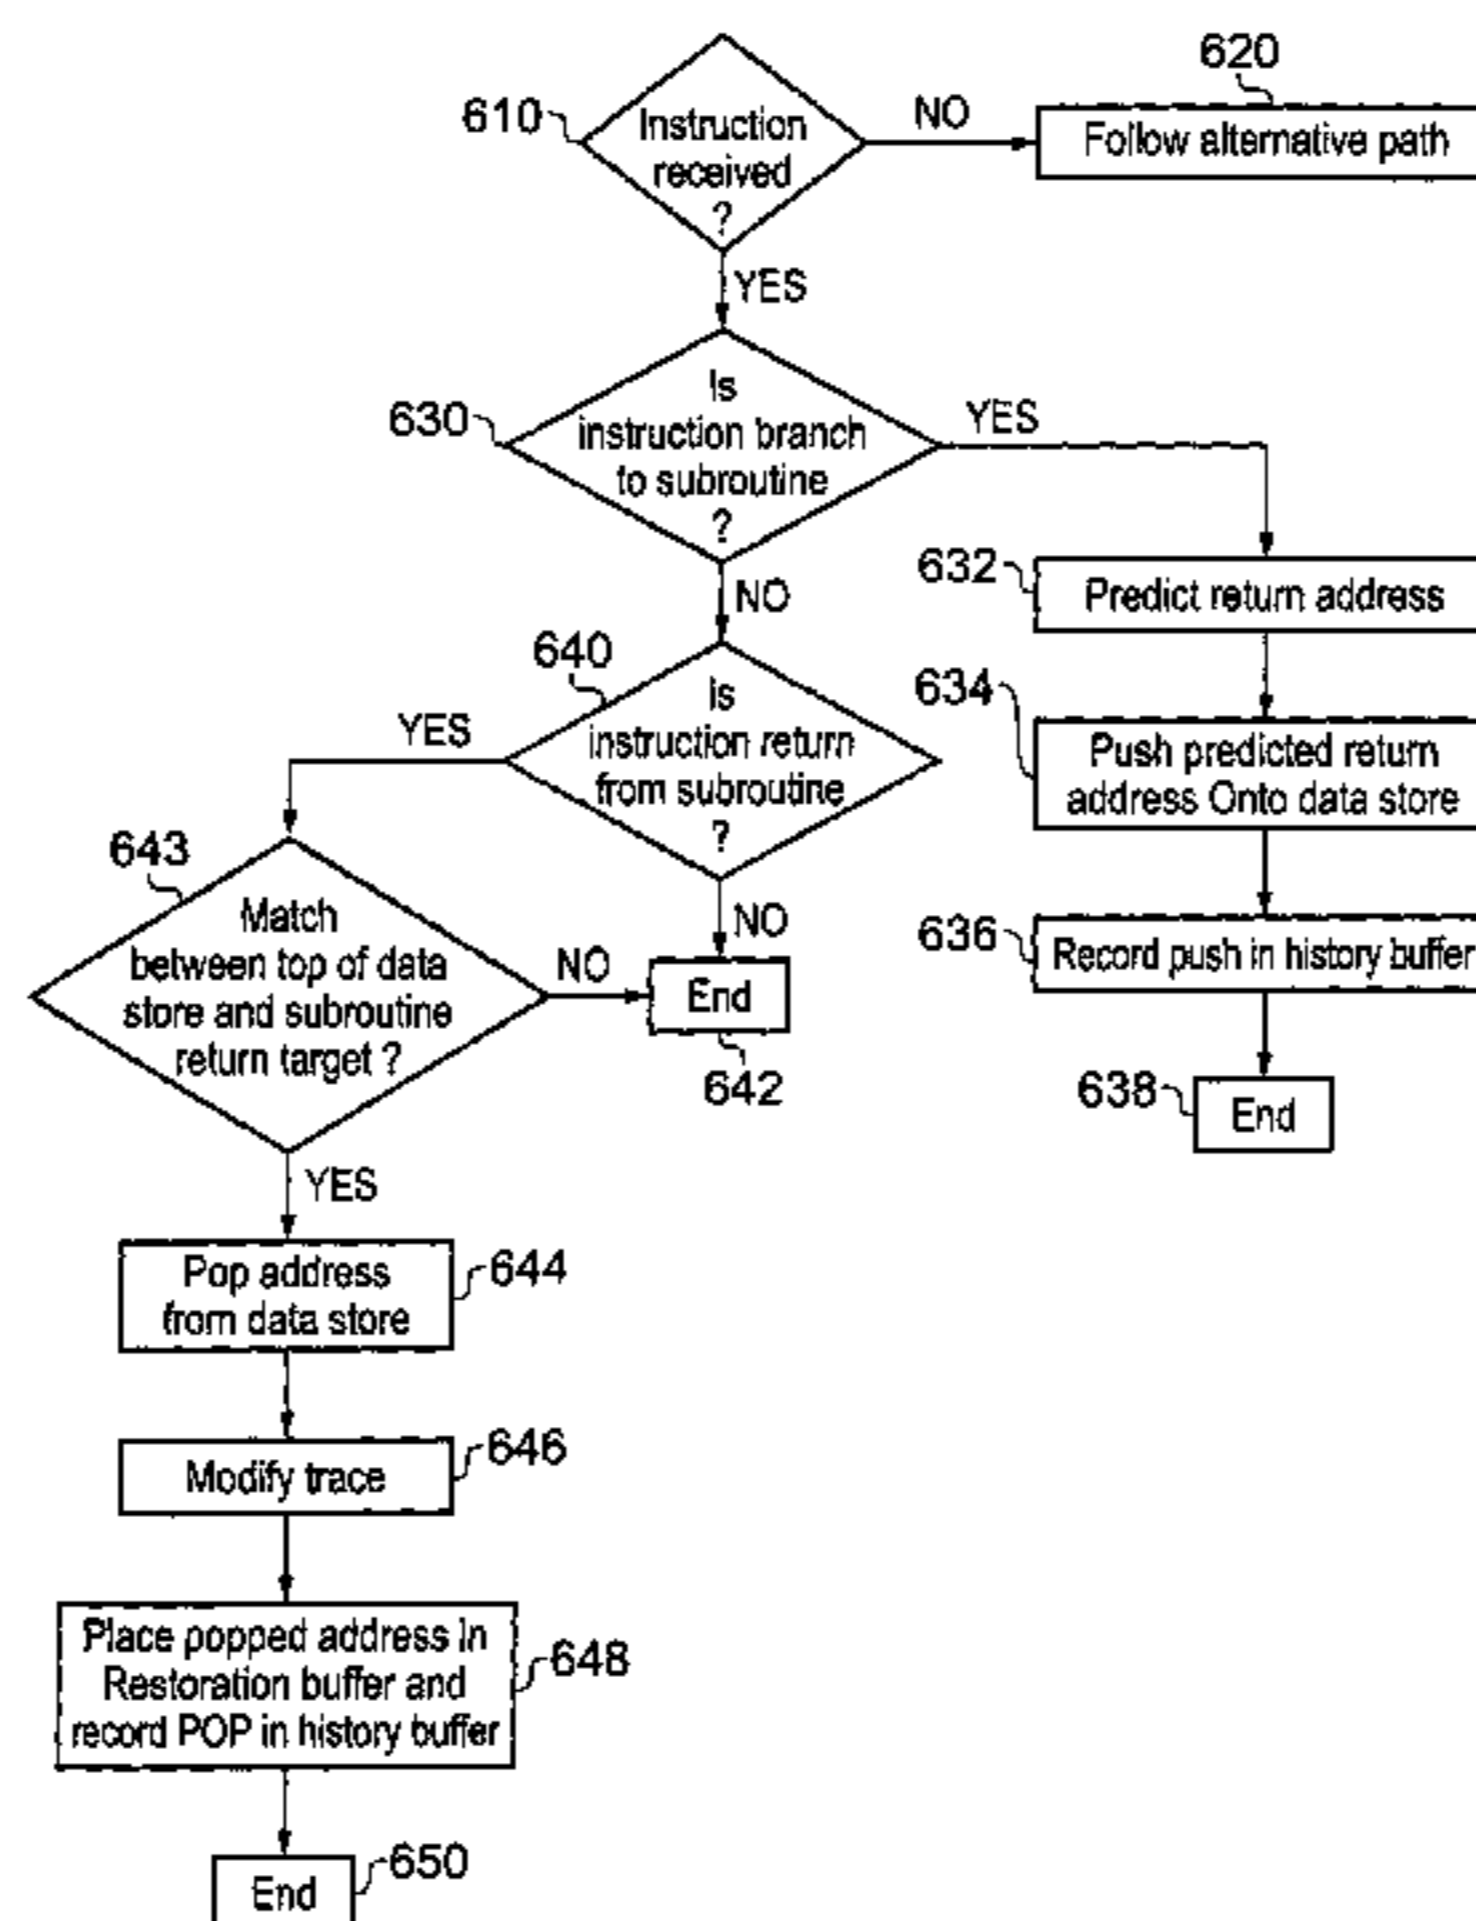 620
610
Instruction
received
?
NO
Follow alternative path
YES
630
Is
instruction branch
to subroutine
?
YES
632
Predict return address
NO
640
is
instruction return
from subroutine
?
YES
634
Push predicted return
address Onto data store
643
Match
between top of data
store and subroutine
return target ?
NO
NO
End
642
636
Record push in history buffer
638
End
YES
Pop address
from data store
644
Modify trace
646
Place popped address in
Restoration buffer and
record POP in history buffer
648
End
650